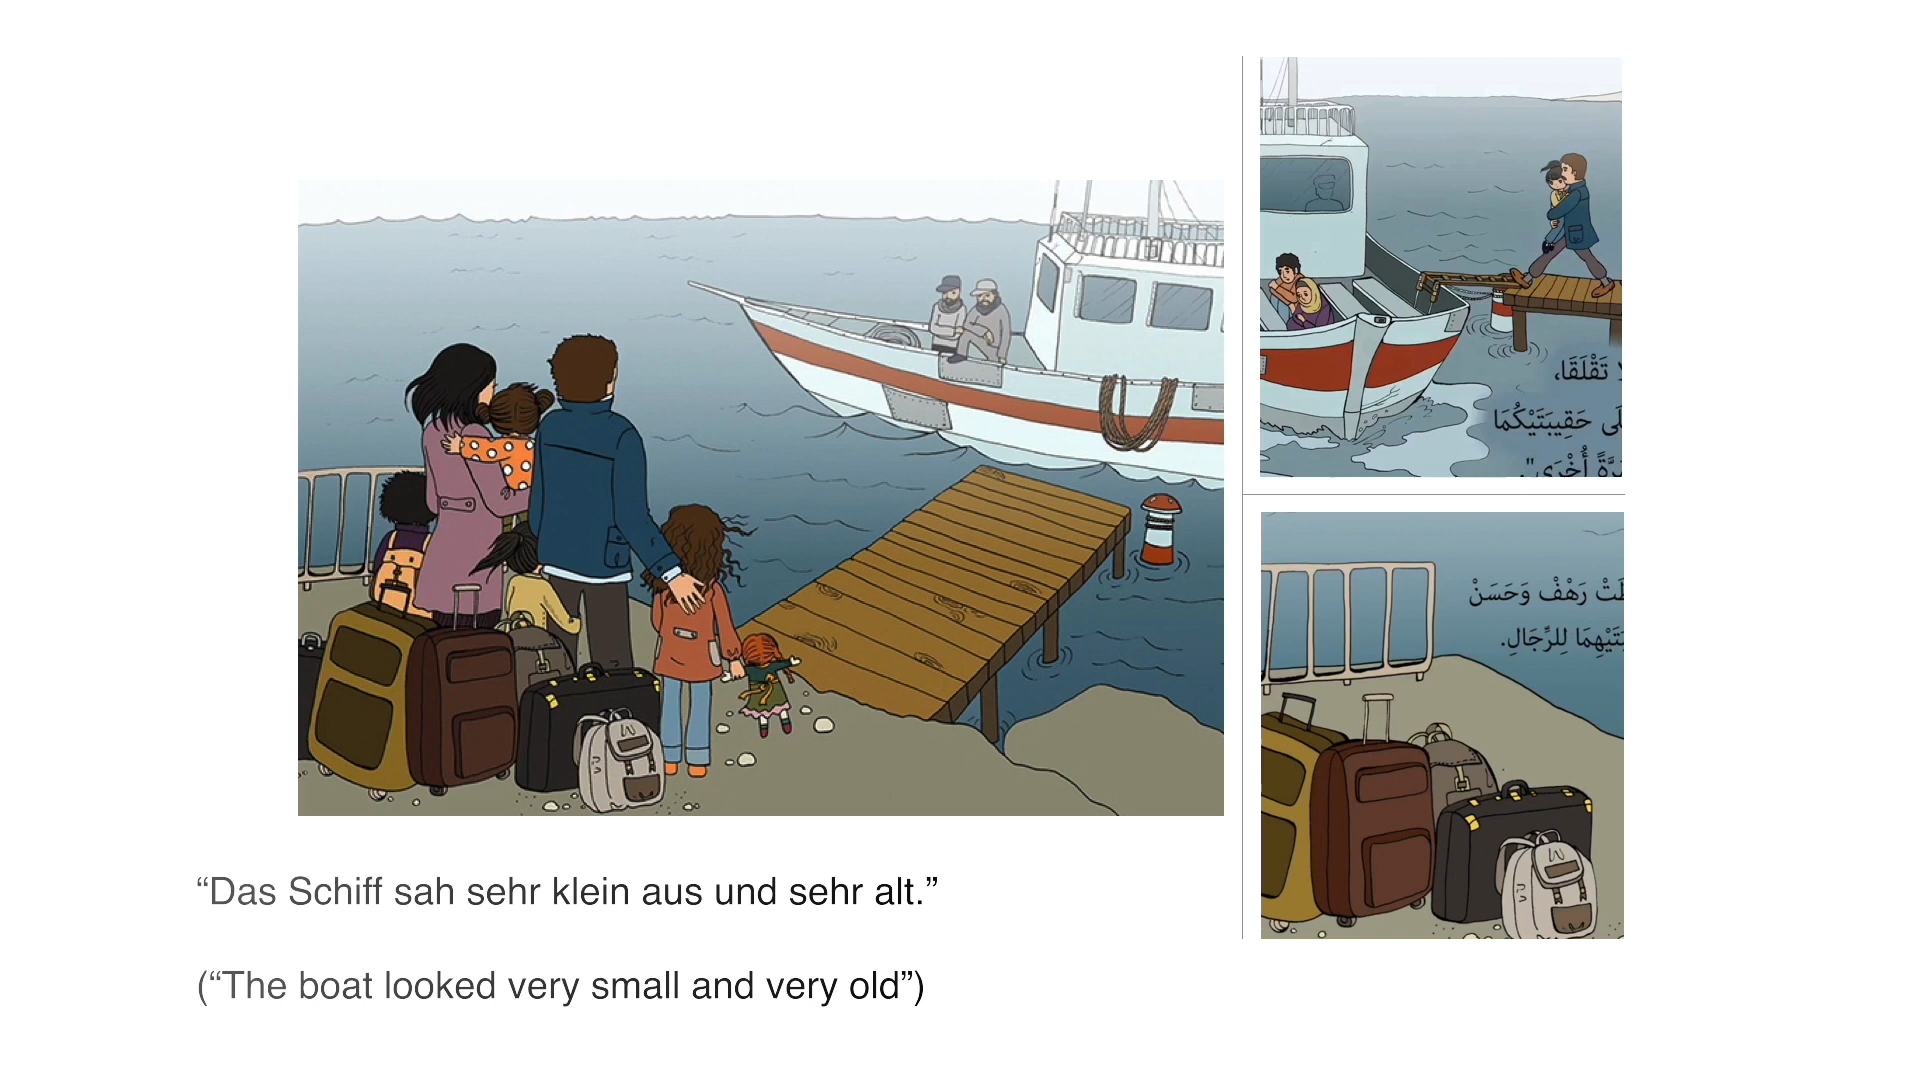 “Das Schiff sah sehr klein aus und sehr alt.”
(“The boat looked very small and very old”)
تَقْلَقَا،
حَقِيبَتَيْكُمَا
أُخْرَى".
رَهَفْ وَحَسَنْ
لِلرِّجَالِ.